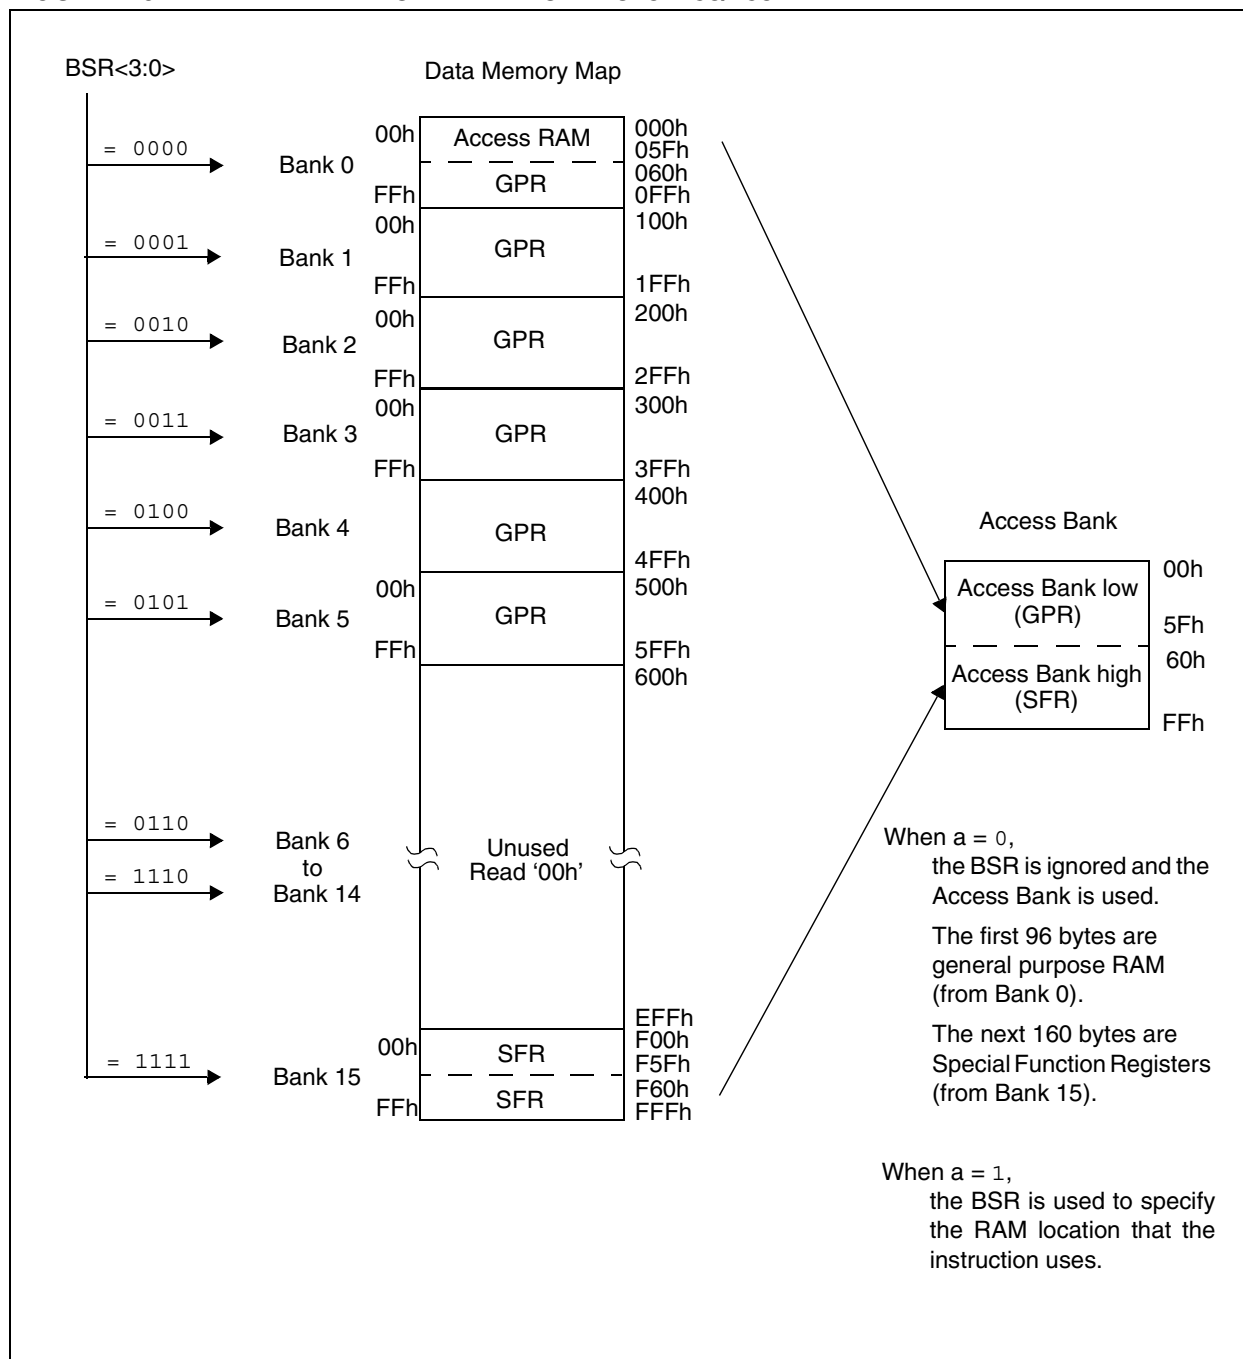 BSR<3:0>
Data Memory Map
= 0000
Bank 0
00h
Access RAM
000h
05Fh
060h
FFh
GPR
0FFh
= 0001
Bank 1
00h
GPR
100h
FFh
1FFh
= 0010
Bank 2
00h
GPR
200h
FFh
2FFh
= 0011
Bank 3
00h
GPR
300h
FFh
3FFh
= 0100
Bank 4
GPR
400h
4FFh
= 0101
Bank 5
00h
GPR
500h
FFh
5FFh
600h
= 0110
Bank 6
to
= 1110
Bank 14
Unused
Read ‘00h’
EFFh
= 1111
Bank 15
00h
SFR
F00h
F5Fh
FFh
SFR
F60h
FFFh
Access Bank
Access Bank low
(GPR)
00h
5Fh
Access Bank high
(SFR)
60h
FFh
When a = 0,
the BSR is ignored and the
Access Bank is used.
The first 96 bytes are
general purpose RAM
(from Bank 0).
The next 160 bytes are
Special Function Registers
(from Bank 15).
When a = 1,
the BSR is used to specify
the RAM location that the
instruction uses.